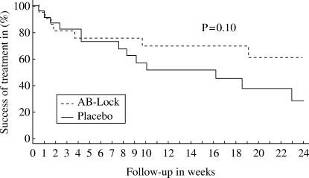 Success of treatment in (%)
100
80
60
40
20
0
P=0.10
AB-Lock
Placebo
0 1 2 3 4 5 6 7 8 9 10 12 14 16 18 20 22 24
Follow-up in weeks